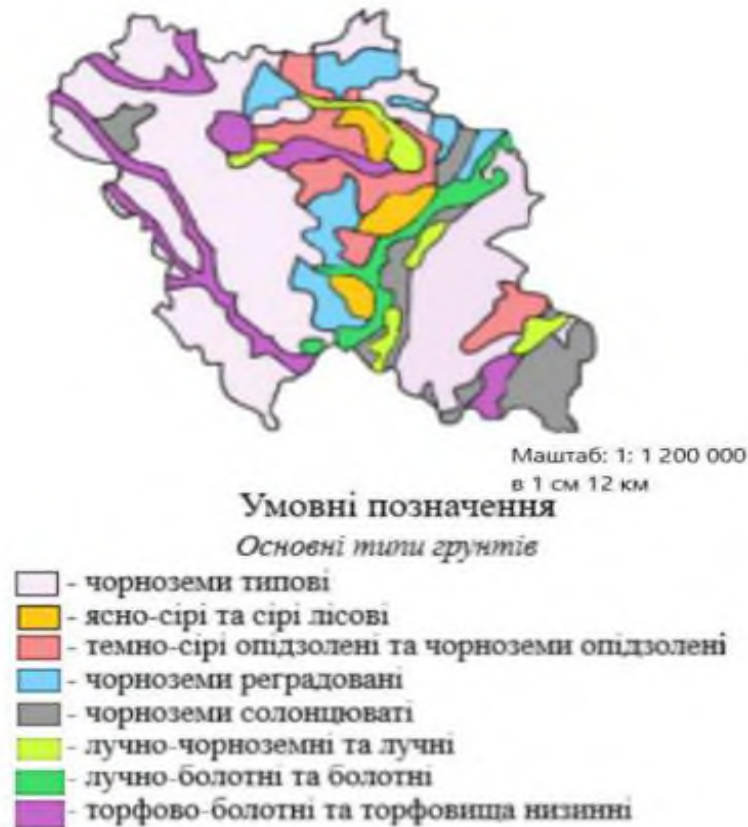 Маштаб: 1: 1 200 000
в 1 см 12 км
Умовні позначення
Основні типи грунтів
- чорноземи типові
- ясно-сірі та сірі лісові
- темно-сірі опідзолені та чорноземи опідзолені
- чорноземи реградовані
- чорноземи солонцюваті
- лучно-чорноземні та лучні
- лучно-болотні та болотні
- торфово-болотні та торфовища низинні